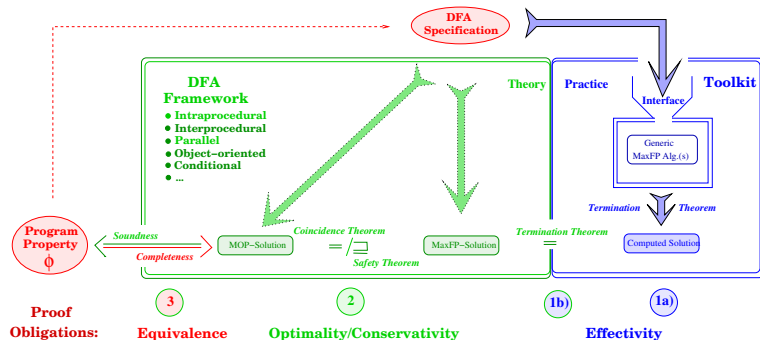 DFA
Specification
DFA
Framework
Theory
Practice
Toolkit
Interface
• Intraprocedural
• Interprocedural
• Parallel
• Object-oriented
• Conditional
• ...
Generic
MaxFP Alg.(s)
Termination Theorem
Program
Property
ϕ
Soundness
Completeness
MOP-Solution
Coincidence Theorem
= /⊒
Safety Theorem
MaxFP-Solution
Termination Theorem
=
Computed Solution
Proof
Obligations:
3
Equivalence
2
Optimality/Conservativity
1b)
1a)
Effectivity